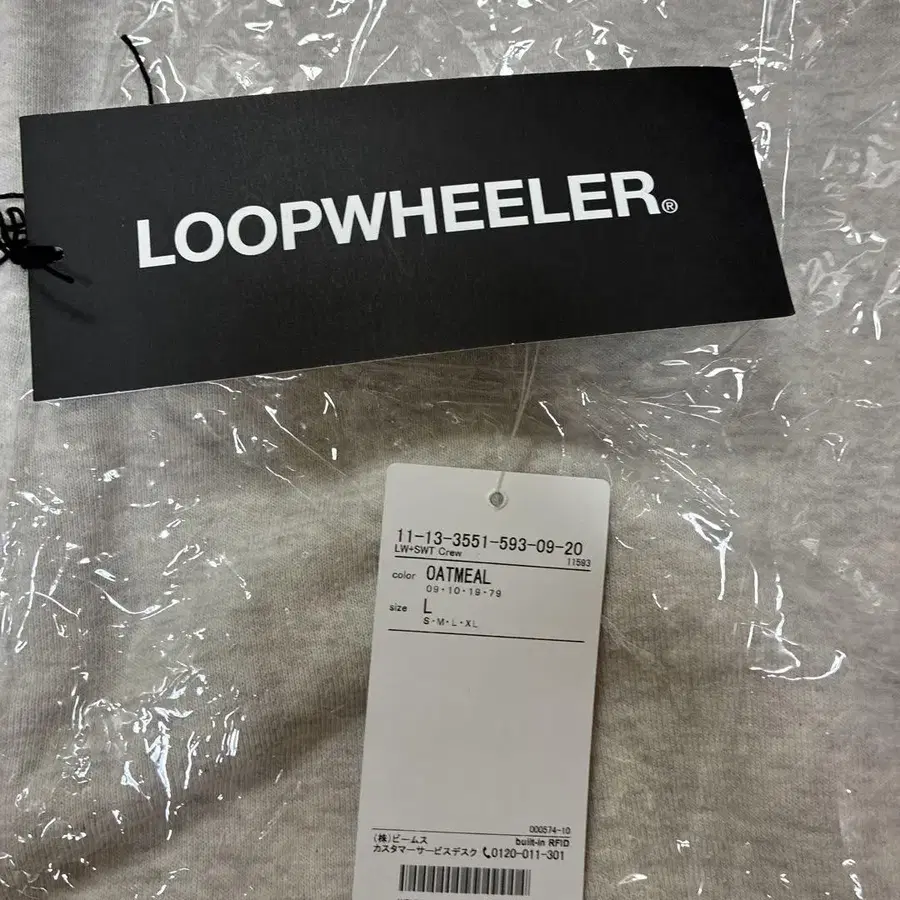 LOOPWHEELER®
11-13-3551-593-09-20
LW+SWT Crew
11593
color OATMEAL
09・10・19・79
size L
S・M・L・XL
000574-10
(株)ビームス
built-in RFID
カスタマーサービスデスク 📞0120-011-301